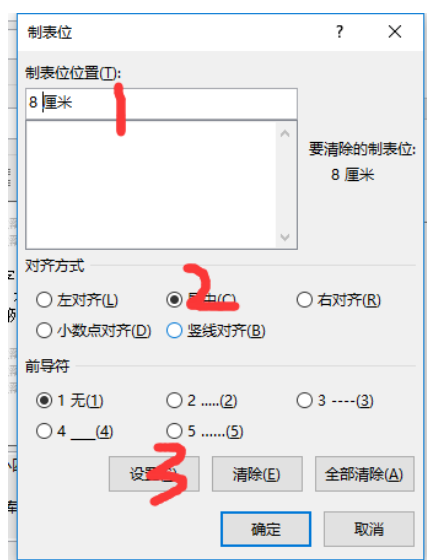 制表位 ? ×
制表位位置(T):
8 厘米
要清除的制表位:
8 厘米
对齐方式
左对齐(L) 中(C) 右对齐(R)
小数点对齐(D) 竖线对齐(B)
前导符
1 无(1) 2 .....(2) 3 ----(3)
4 ___(4) 5 ......(5)
设置 清除(E) 全部清除(A)
确定 取消
1
2
3